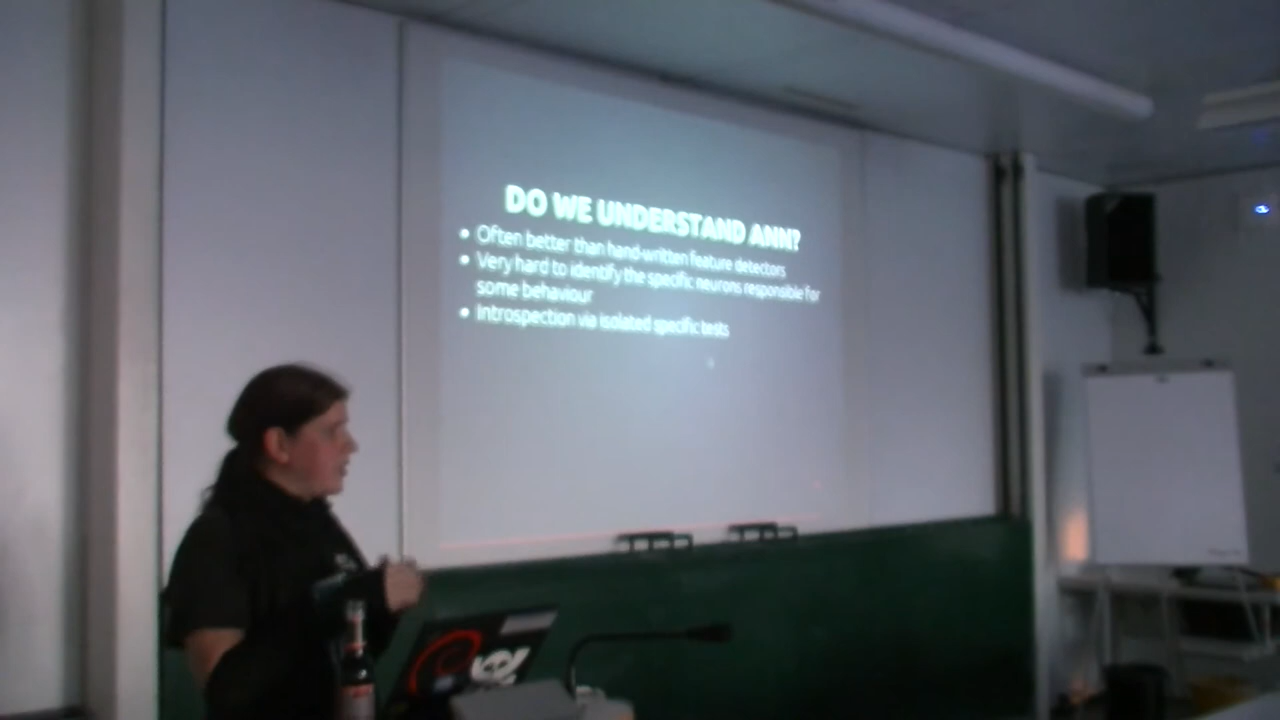 DO WE UNDERSTAND ANN?
Often better than hand-written feature detectors
Very hard to identify the specific neurons responsible for
some behaviour
Introspection via isolated specific tests